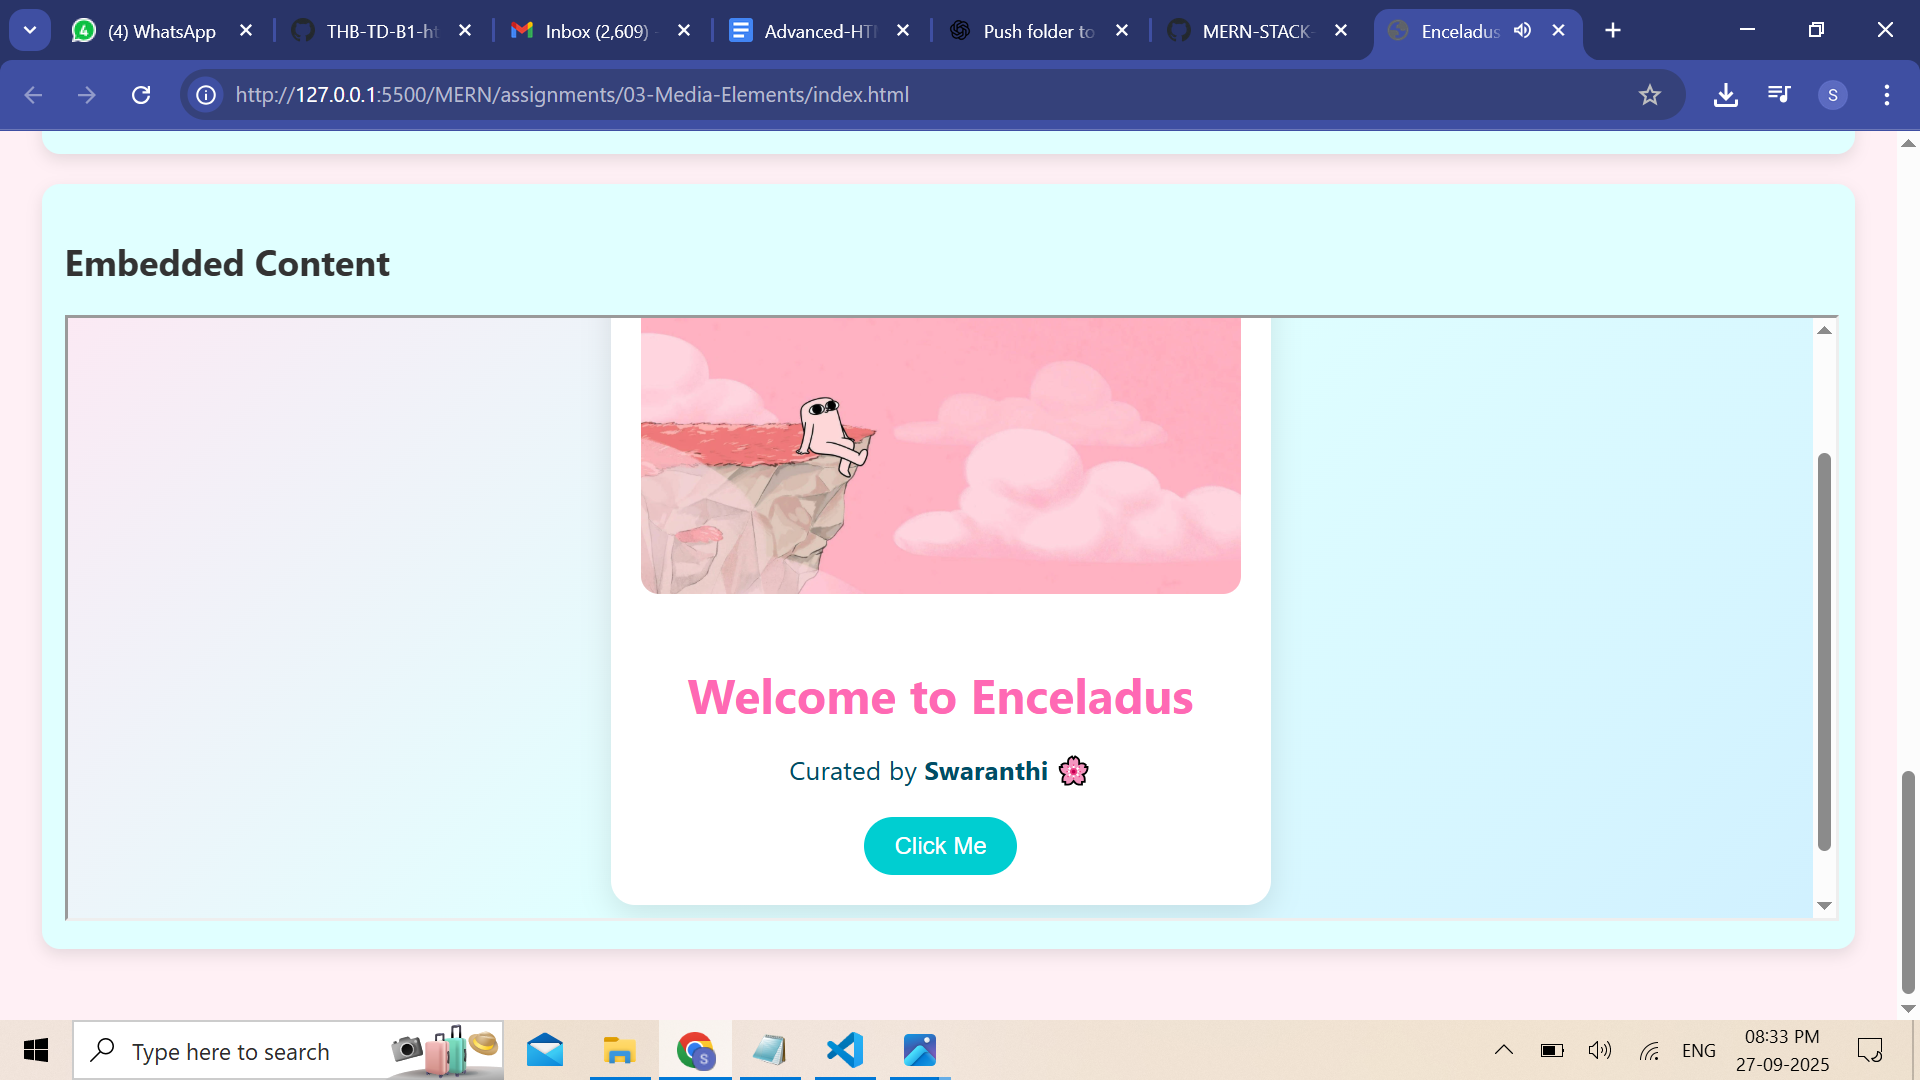 (4) WhatsApp
THB-TD-B1-ht
Inbox (2,609) -
Advanced-HTM
Push folder to
MERN-STACK-
Enceladus
http://127.0.0.1:5500/MERN/assignments/03-Media-Elements/index.html
S
Embedded Content
Welcome to Enceladus
Curated by Swaranthi 🌸
Click Me
Type here to search
S
ENG
08:33 PM
27-09-2025